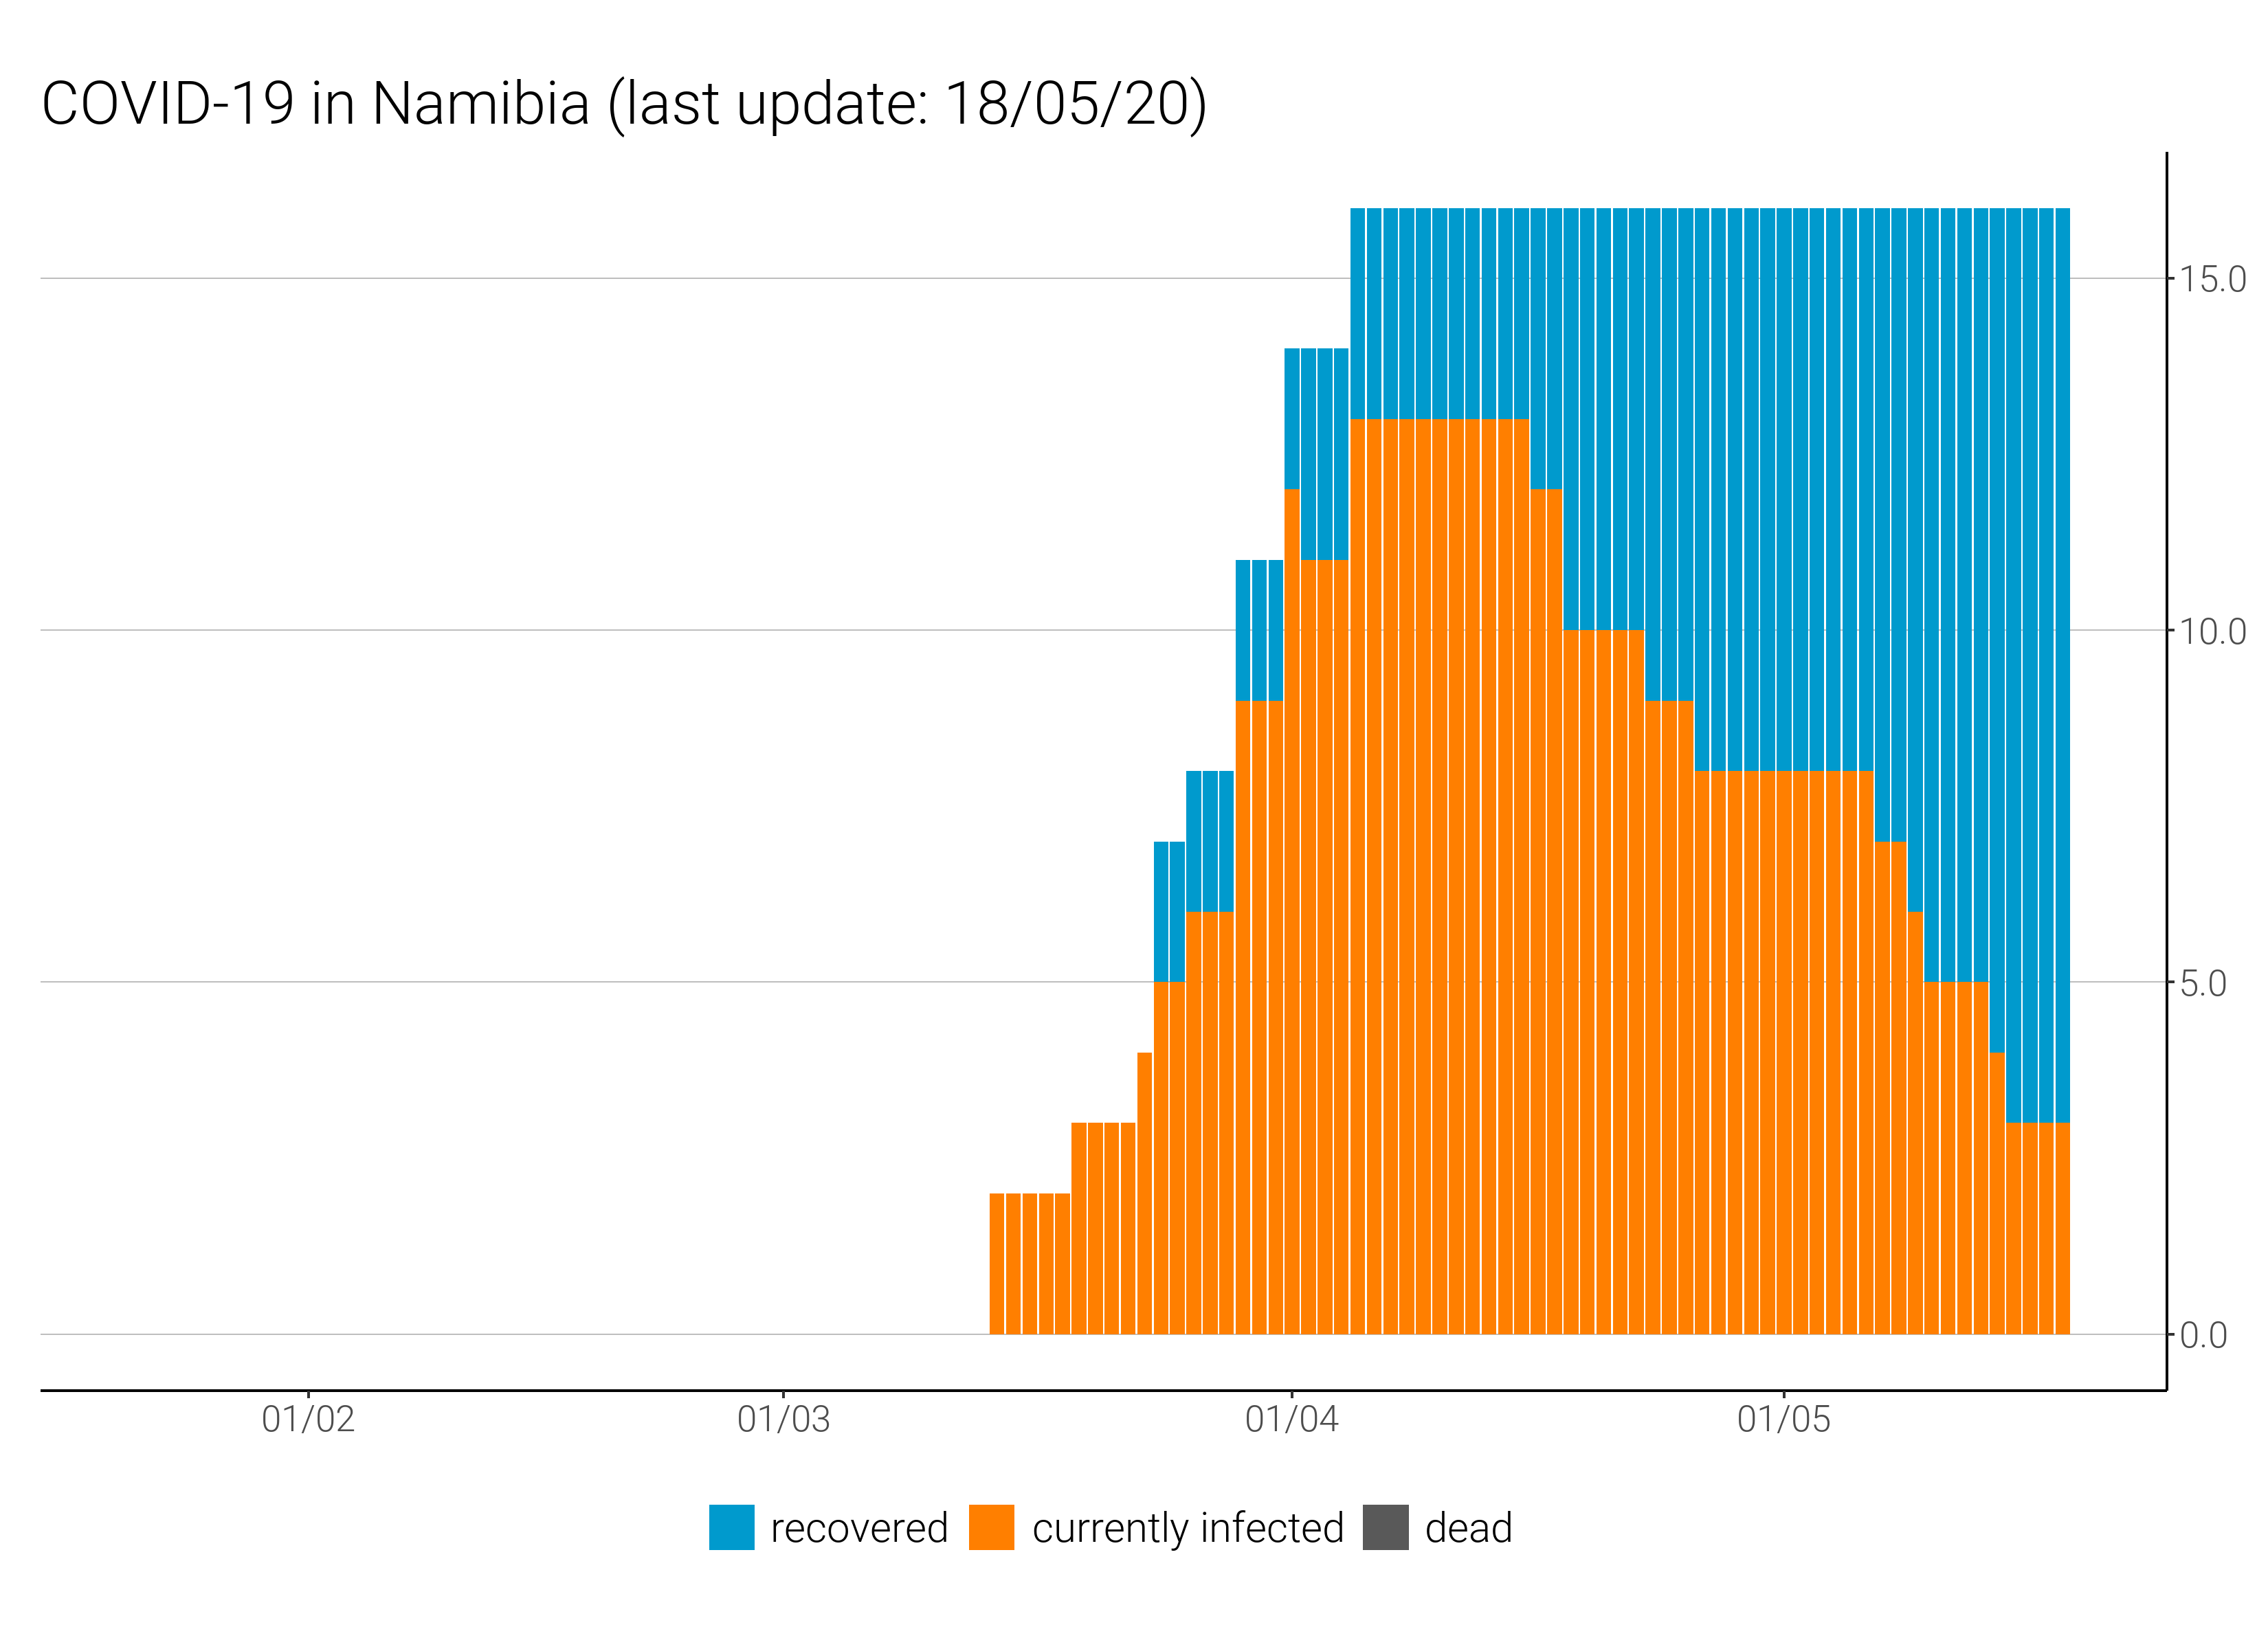 COVID-19 in Namibia (last update: 18/05/20)
15.0
10.0
5.0
0.0
01/02 01/03 01/04 01/05
recovered currently infected dead